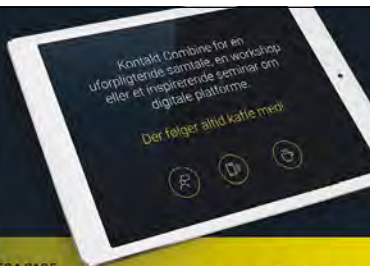 Kontakt Combine for en
uforpligtende samtale, en workshop
eller et inspirerende seminar om
digitale platforme.
Der følger altid kaffe med!